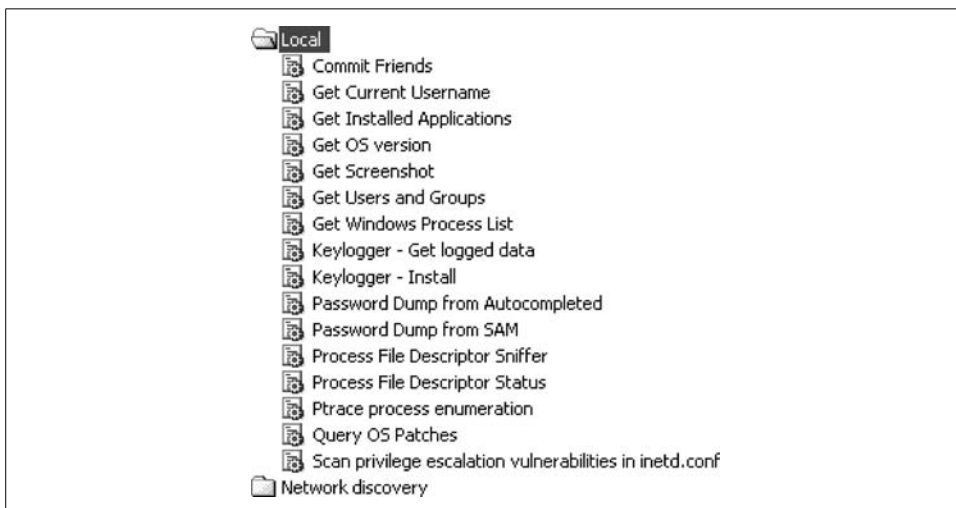 Local
Commit Friends
Get Current Username
Get Installed Applications
Get OS version
Get Screenshot
Get Users and Groups
Get Windows Process List
Keylogger - Get logged data
Keylogger - Install
Password Dump from Autocompleted
Password Dump from SAM
Process File Descriptor Sniffer
Process File Descriptor Status
Ptrace process enumeration
Query OS Patches
Scan privilege escalation vulnerabilities in inetd.conf
Network discovery